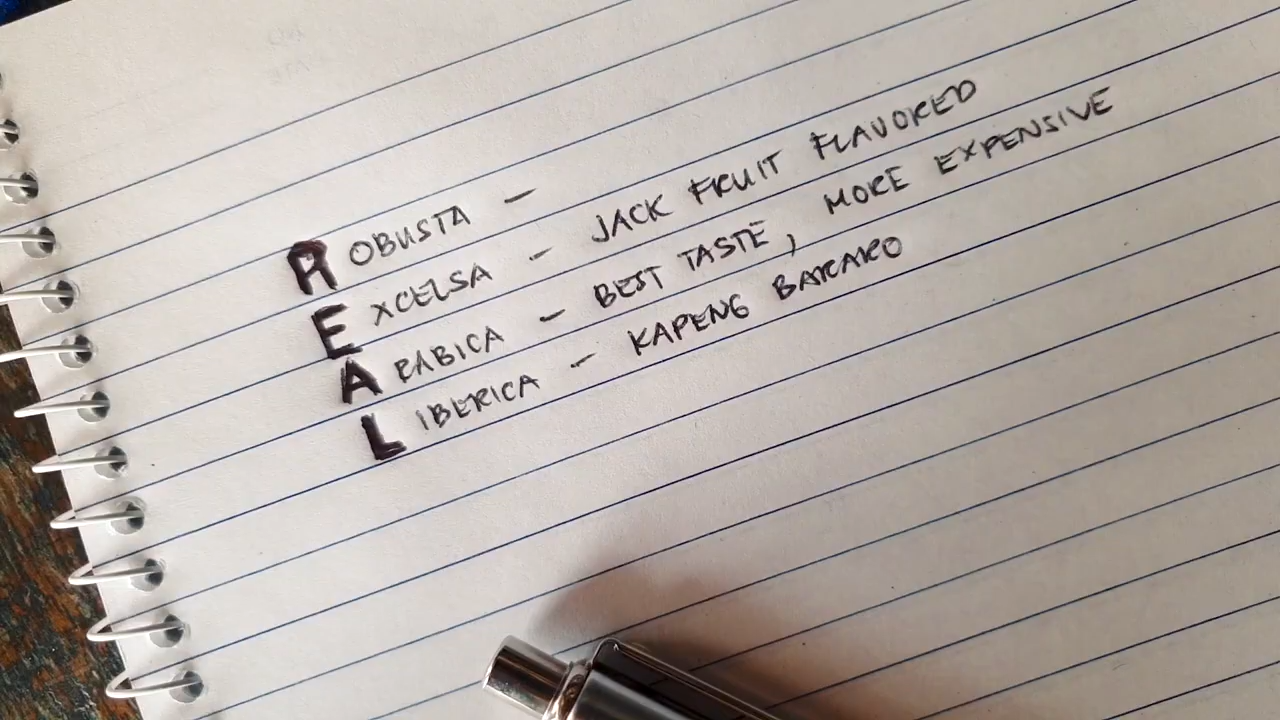 ROBUSTA -
EXCELSA - JACK FRUIT FLAVORED
ARABICA - BEST TASTE, MORE EXPENSIVE
LIBERICA - KAPENG BARAKO